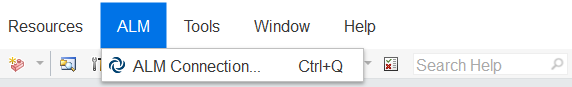 Resources ALM Tools Window Help
ALM Connection... Ctrl+Q
Search Help